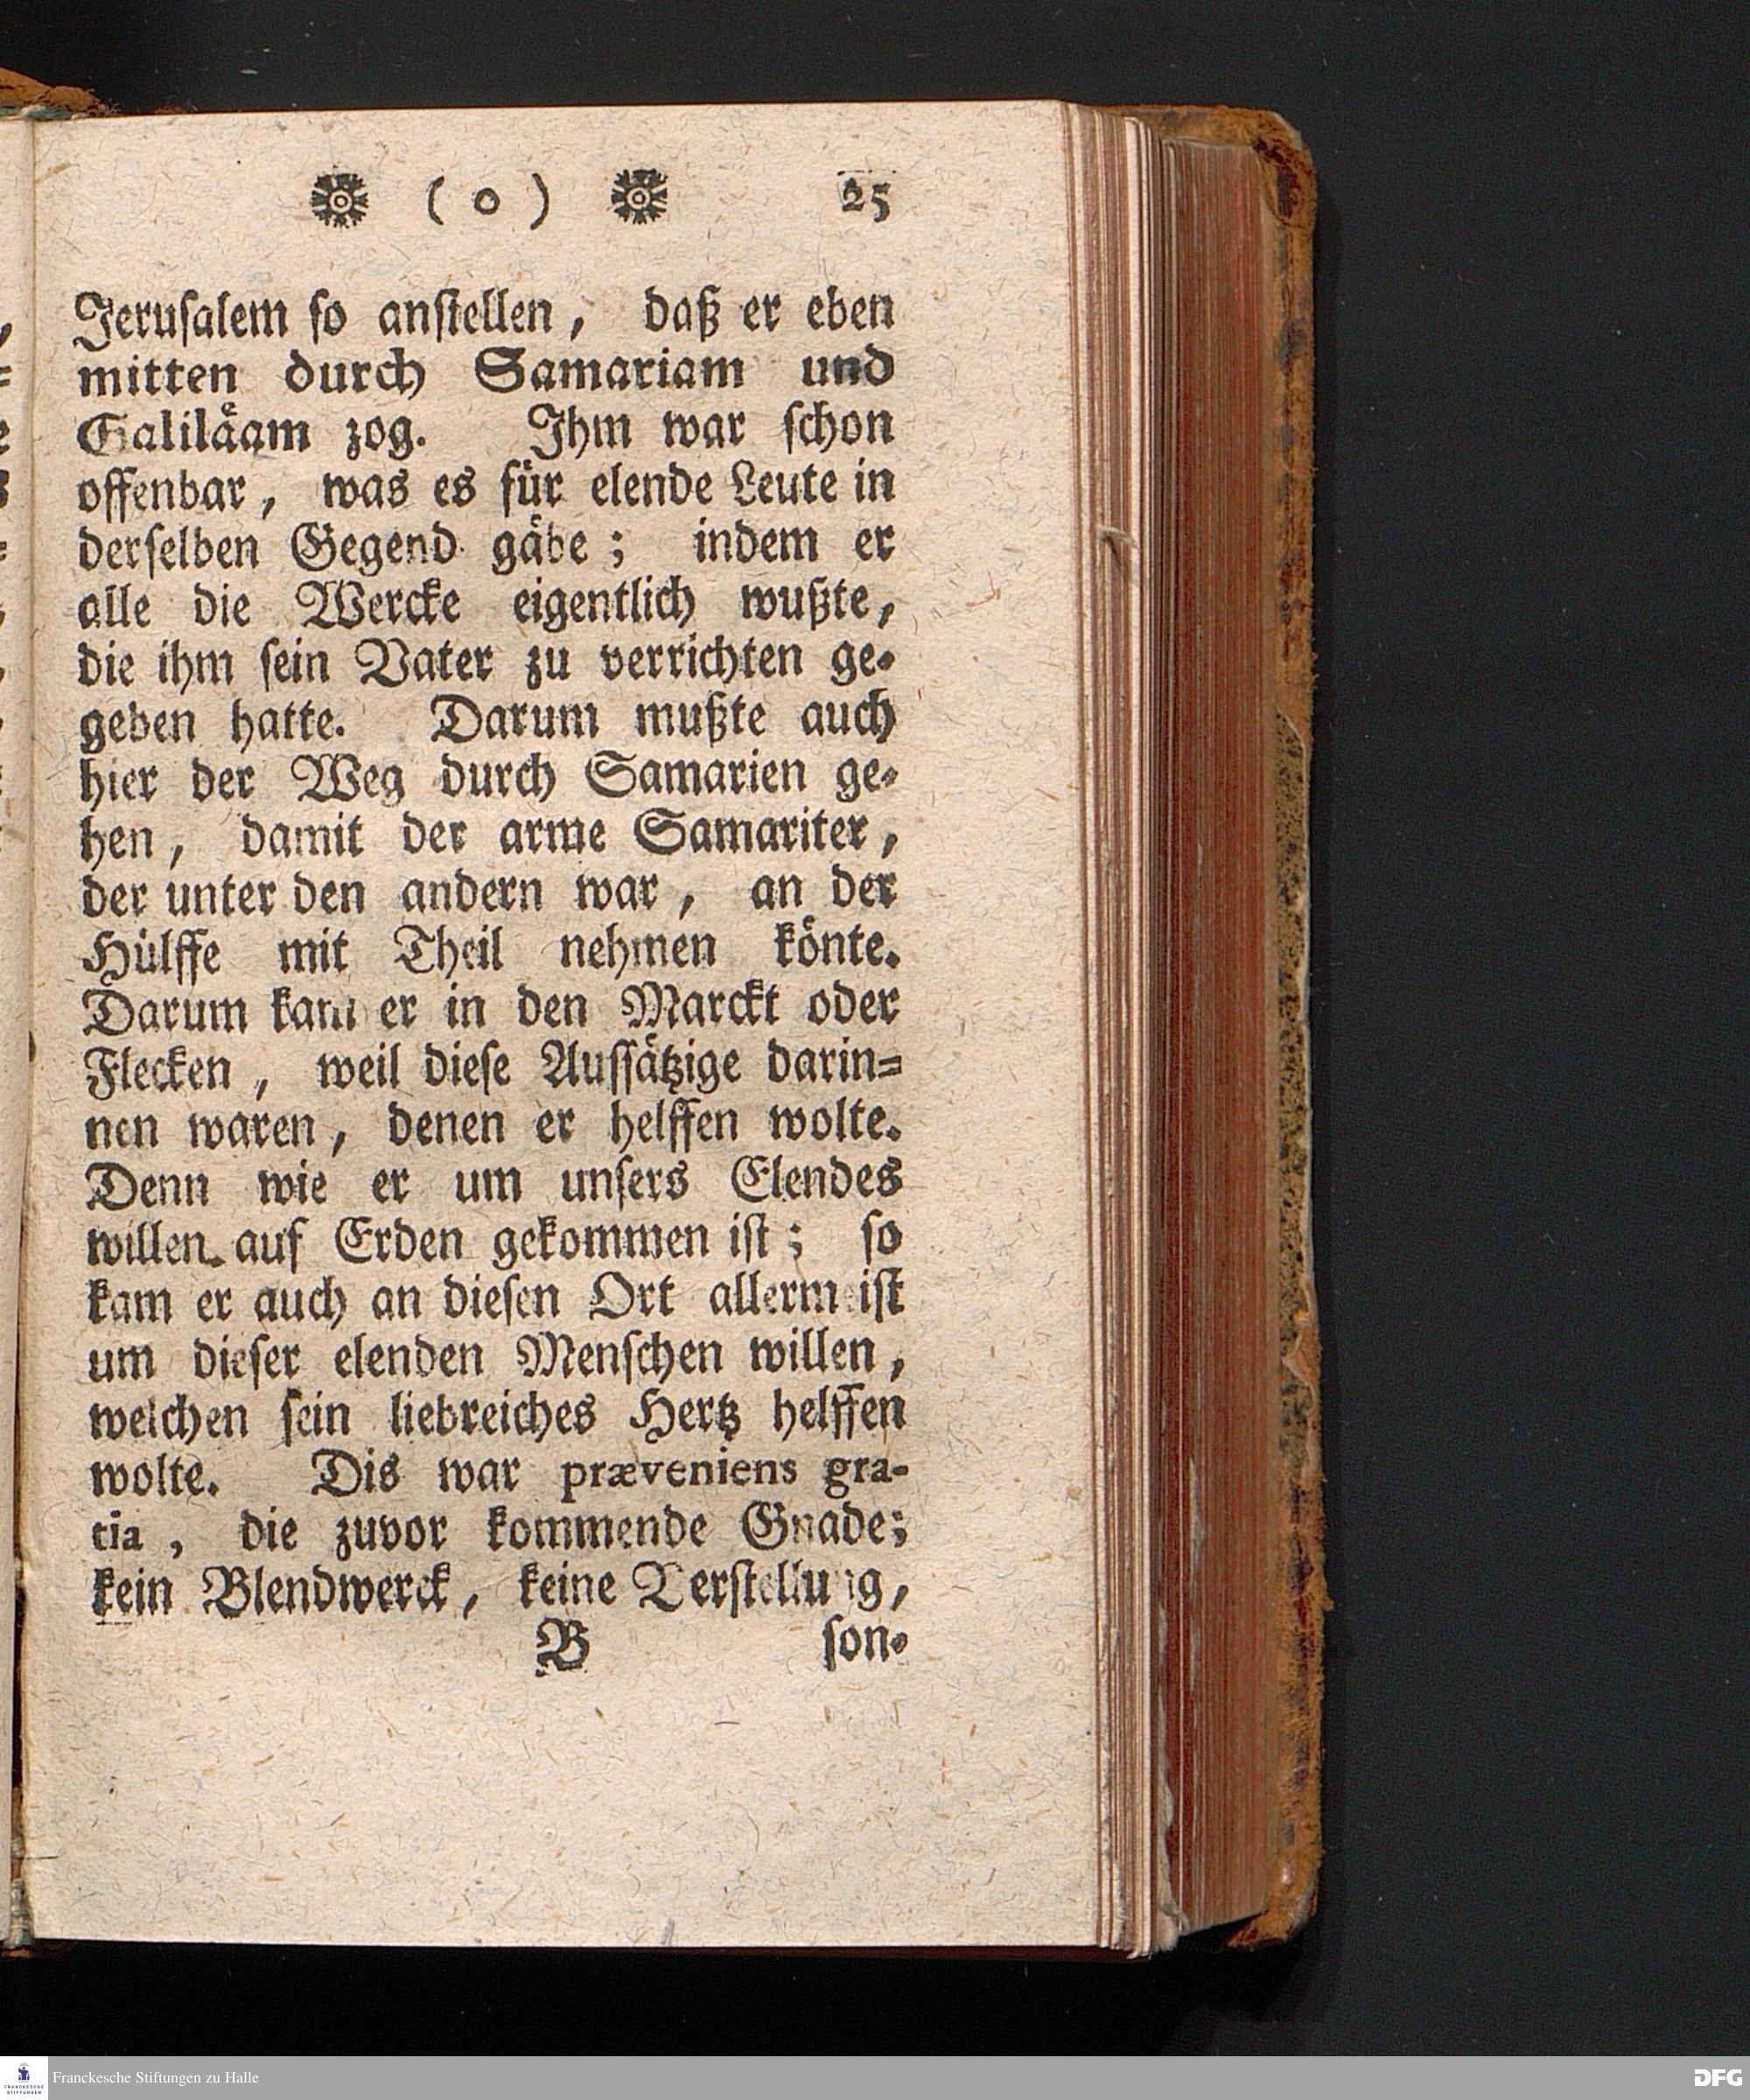 ( o ) 25
Jeruſalem ſo anſtellen, daß er eben
mitten durch Samariam und
Galiläam zog. Ihm war ſchon
offenbar, was es für elende Leute in
derſelben Gegend gäbe; indem er
alle die Wercke eigentlich wußte,
die ihm ſein Vater zu verrichten ge-
geben hatte. Darum mußte auch
hier der Weg durch Samarien ge-
hen, damit der arme Samariter,
der unter den andern war, an der
Hülffe mit Theil nehmen könte.
Darum kam er in den Marckt oder
Flecken, weil dieſe Auſſätzige darin-
nen waren, denen er helffen wolte.
Denn wie er um unſers Elendes
willen auf Erden gekommen iſt; ſo
kam er auch an dieſen Ort allermeiſt
um dieſer elenden Menſchen willen,
welchen ſein liebreiches Hertz helffen
wolte. Dis war præveniens gra-
tia, die zuvor kommende Gnade;
kein Blendwerck, keine Verſtellung,
B ſon-
FRANCKESCHE STIFTUNGEN
Franckesche Stiftungen zu Halle
DFG